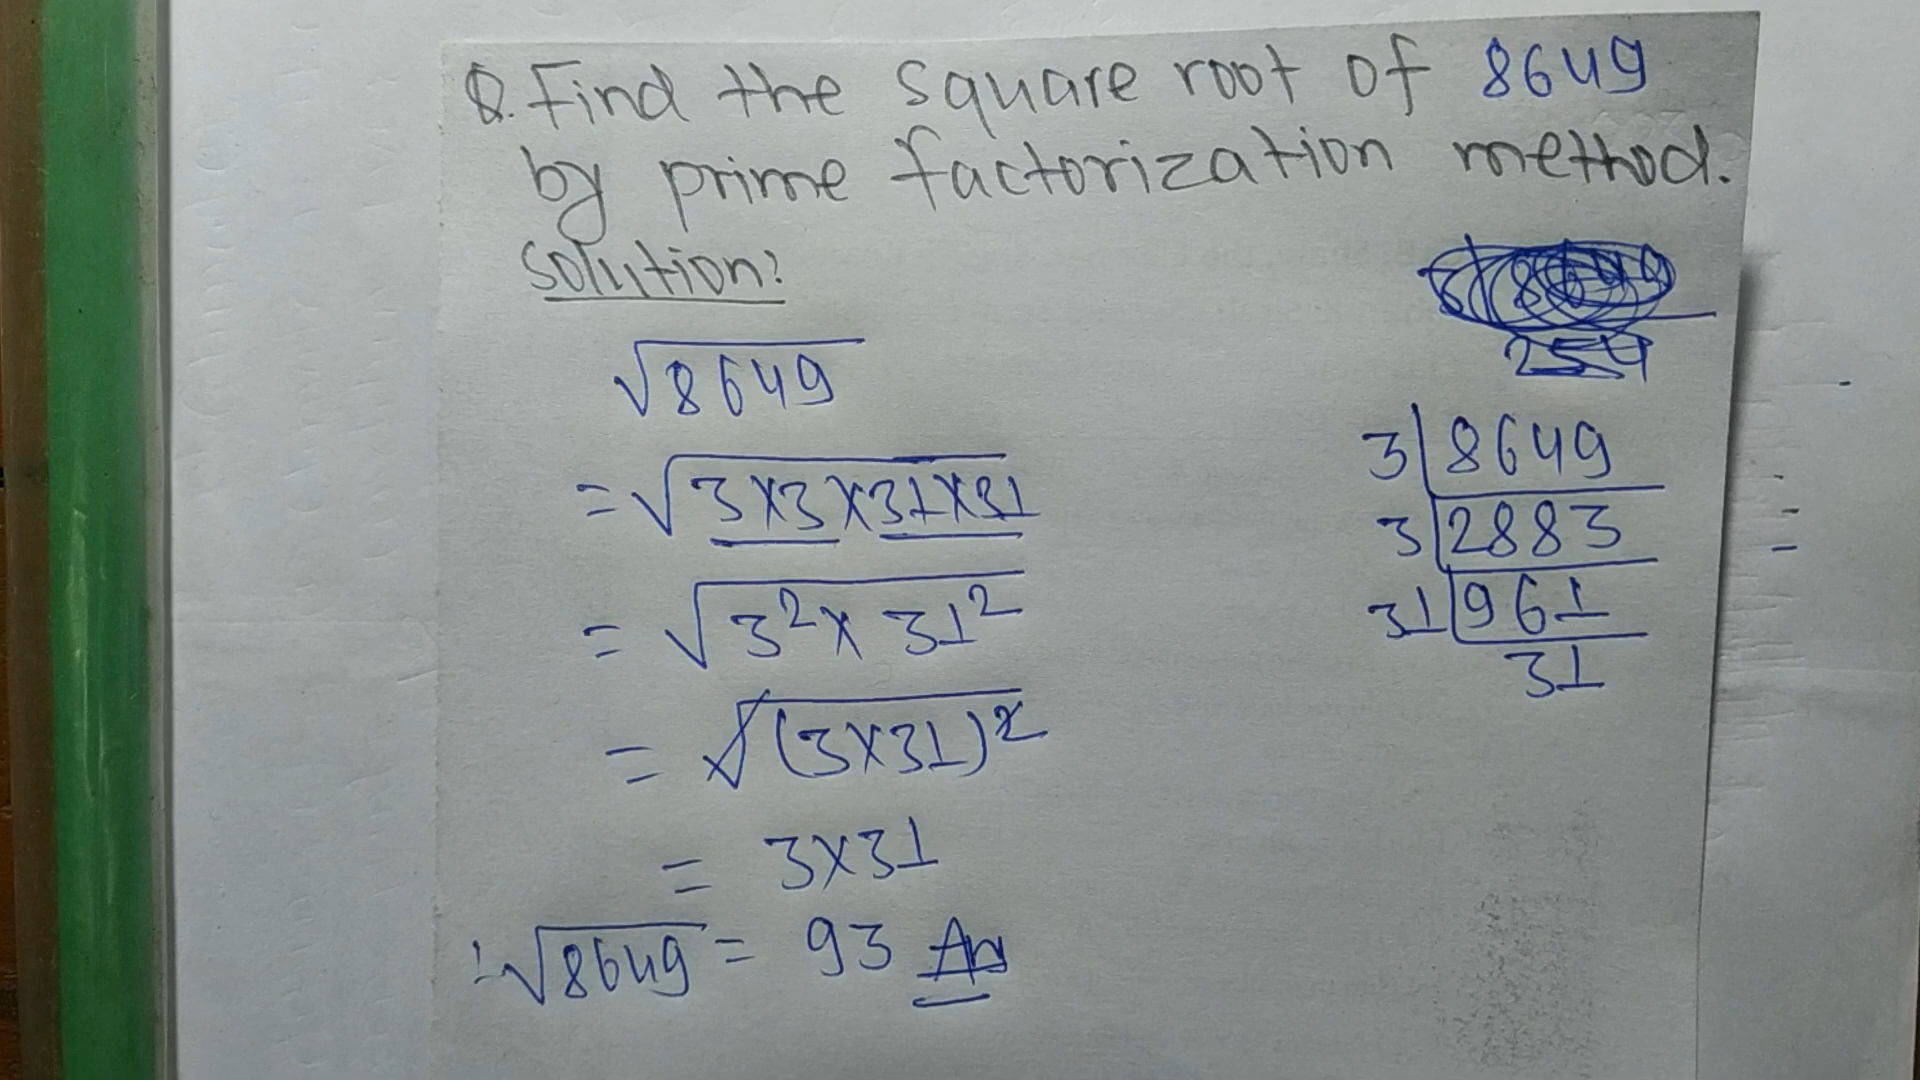 Q. Find the square root of 8649
by prime factorization method.
Solution:
√8649
= √3×3×31×31
= √3²×31²
= √(3×31)²
= 3×31
∴ √8649 = 93 Ans
254
3|8649
3|2883
31|961
31